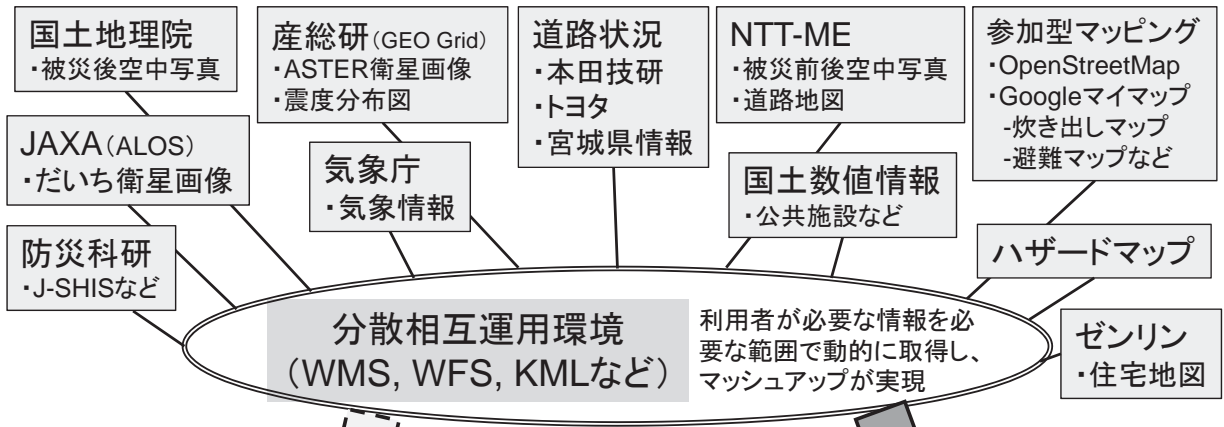 国土地理院
・被災後空中写真
産総研(GEO Grid)
・ASTER衛星画像
・震度分布図
道路状況
・本田技研
・トヨタ
・宮城県情報
NTT-ME
・被災前後空中写真
・道路地図
参加型マッピング
・OpenStreetMap
・Googleマイマップ
-炊き出しマップ
-避難マップなど
JAXA(ALOS)
・だいち衛星画像
気象庁
・気象情報
国土数値情報
・公共施設など
防災科研
・J-SHISなど
ハザードマップ
ゼンリン
・住宅地図
分散相互運用環境
(WMS, WFS, KMLなど)
利用者が必要な情報を必
要な範囲で動的に取得し、
マッシュアップが実現